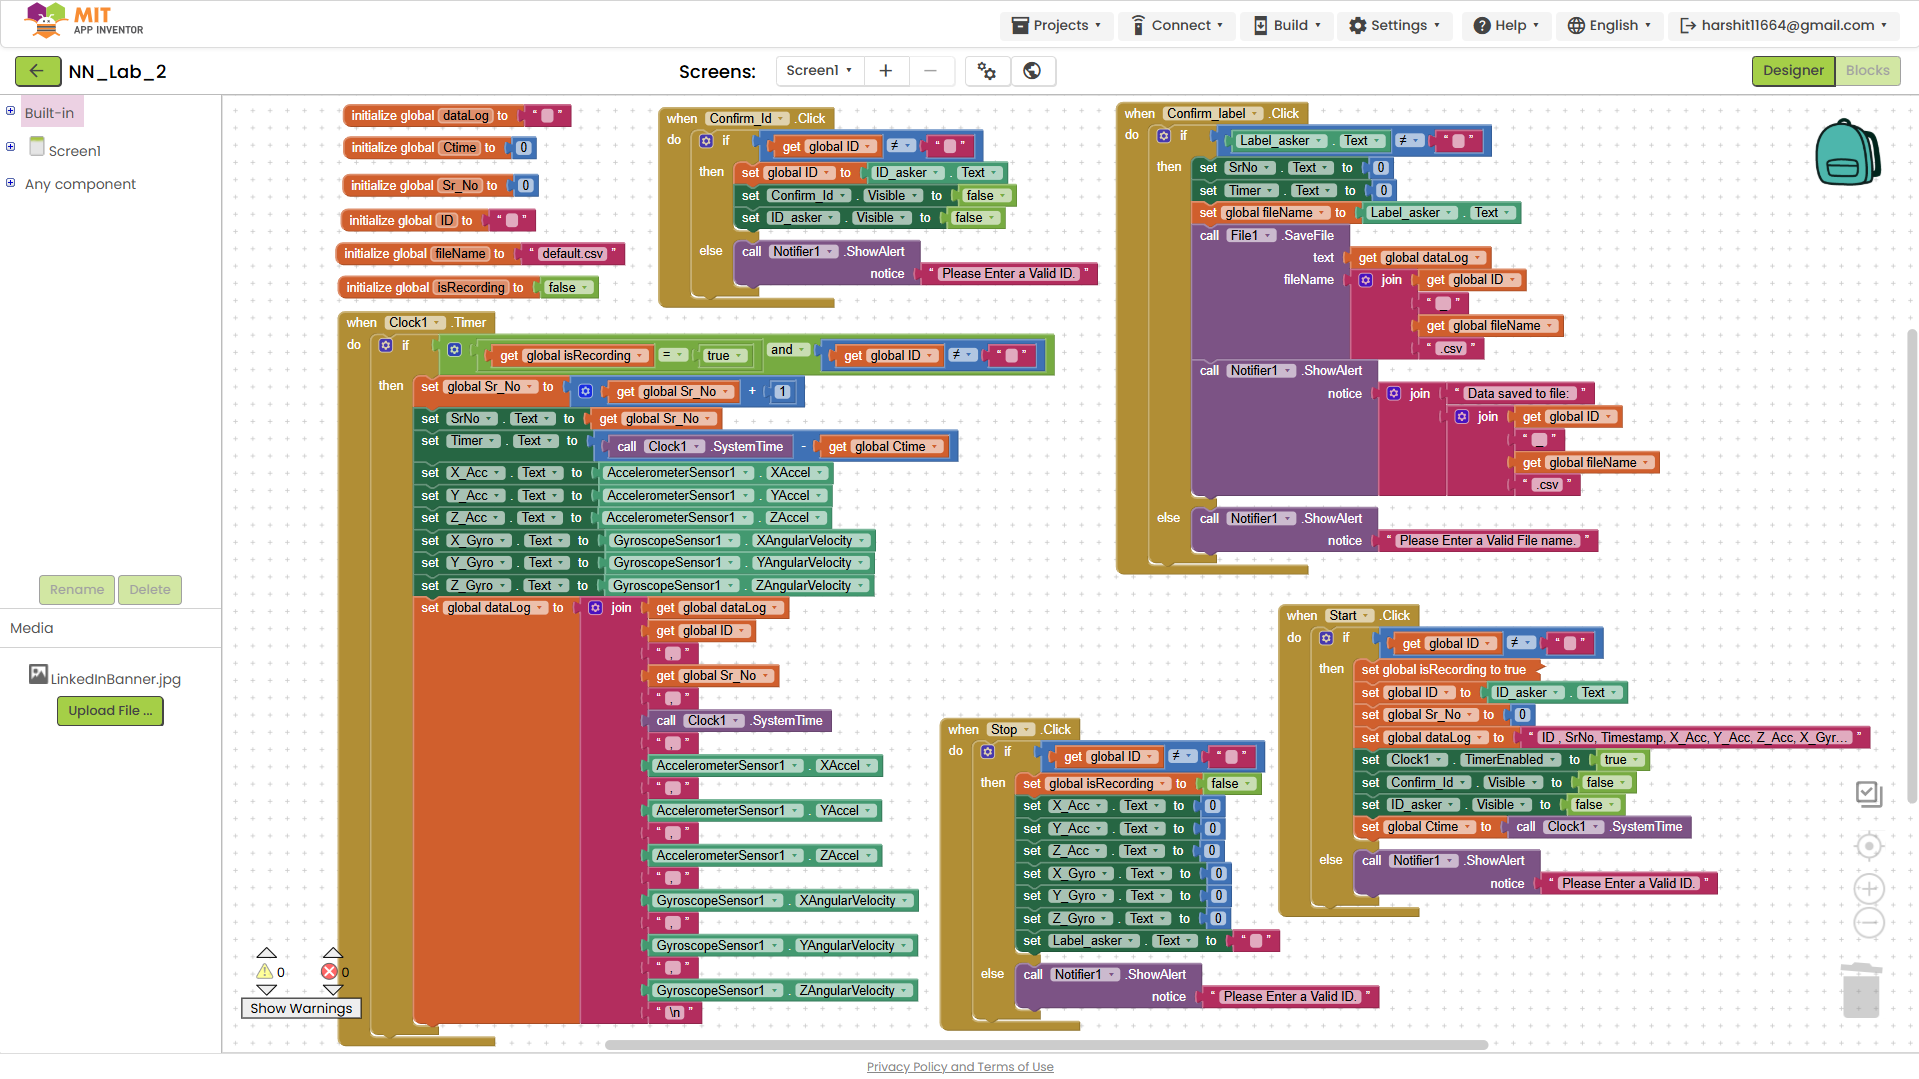 MIT
APP INVENTOR
Projects
Connect
Build
Settings
Help
English
harshit11664@gmail.com
NN_Lab_2
Screens:
Screen1
Designer
Blocks
Built-in
Screen1
Any component
Rename
Delete
Media
LinkedInBanner.jpg
Upload File ...
initialize global dataLog to " "
initialize global Ctime to 0
initialize global Sr_No to 0
initialize global ID to " "
initialize global fileName to " default.csv "
initialize global isRecording to false
when Clock1 .Timer
do if get global isRecording = true and get global ID ≠ " "
then set global Sr_No to get global Sr_No + 1
set SrNo . Text to get global Sr_No
set Timer . Text to call Clock1 .SystemTime - get global Ctime
set X_Acc . Text to AccelerometerSensor1 . XAccel
set Y_Acc . Text to AccelerometerSensor1 . YAccel
set Z_Acc . Text to AccelerometerSensor1 . ZAccel
set X_Gyro . Text to GyroscopeSensor1 . XAngularVelocity
set Y_Gyro . Text to GyroscopeSensor1 . YAngularVelocity
set Z_Gyro . Text to GyroscopeSensor1 . ZAngularVelocity
set global dataLog to join get global dataLog
get global ID
" , "
get global Sr_No
" , "
call Clock1 .SystemTime
" , "
AccelerometerSensor1 . XAccel
" , "
AccelerometerSensor1 . YAccel
" , "
AccelerometerSensor1 . ZAccel
" , "
GyroscopeSensor1 . XAngularVelocity
" , "
GyroscopeSensor1 . YAngularVelocity
" , "
GyroscopeSensor1 . ZAngularVelocity
" \n "
when Confirm_Id .Click
do if get global ID ≠ " "
then set global ID to ID_asker . Text
set Confirm_Id . Visible to false
set ID_asker . Visible to false
else call Notifier1 .ShowAlert
notice " Please Enter a Valid ID. "
when Confirm_label .Click
do if Label_asker . Text ≠ " "
then set SrNo . Text to 0
set Timer . Text to 0
set global fileName to Label_asker . Text
call File1 .SaveFile
text get global dataLog
fileName join get global ID
" _ "
get global fileName
" .csv "
call Notifier1 .ShowAlert
notice join " Data saved to file: "
join get global ID
" _ "
get global fileName
" .csv "
else call Notifier1 .ShowAlert
notice " Please Enter a Valid File name. "
when Start .Click
do if get global ID ≠ " "
then set global isRecording to true
set global ID to ID_asker . Text
set global Sr_No to 0
set global dataLog to " ID , SrNo, Timestamp, X_Acc, Y_Acc, Z_Acc, X_Gyr... "
set Clock1 . TimerEnabled to true
set Confirm_Id . Visible to false
set ID_asker . Visible to false
set global Ctime to call Clock1 .SystemTime
else call Notifier1 .ShowAlert
notice " Please Enter a Valid ID. "
when Stop .Click
do if get global ID ≠ " "
then set global isRecording to false
set X_Acc . Text to 0
set Y_Acc . Text to 0
set Z_Acc . Text to 0
set X_Gyro . Text to 0
set Y_Gyro . Text to 0
set Z_Gyro . Text to 0
set Label_asker . Text to " "
else call Notifier1 .ShowAlert
notice " Please Enter a Valid ID. "
0 0
Show Warnings
Privacy Policy and Terms of Use